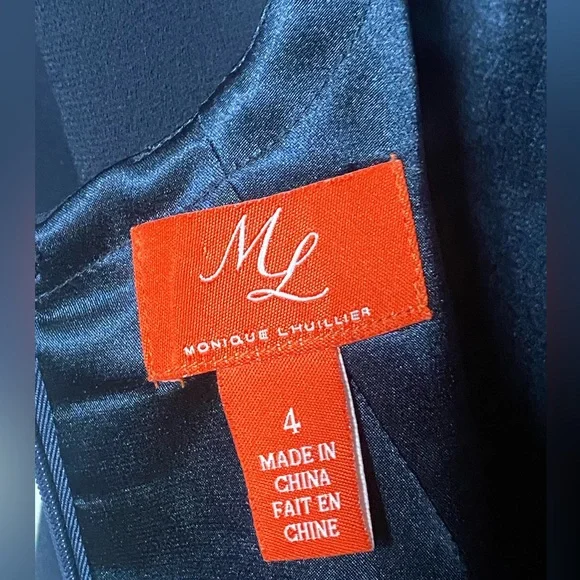 ML
MONIQUE LHUILLIER
4
MADE IN
CHINA
FAIT EN
CHINE